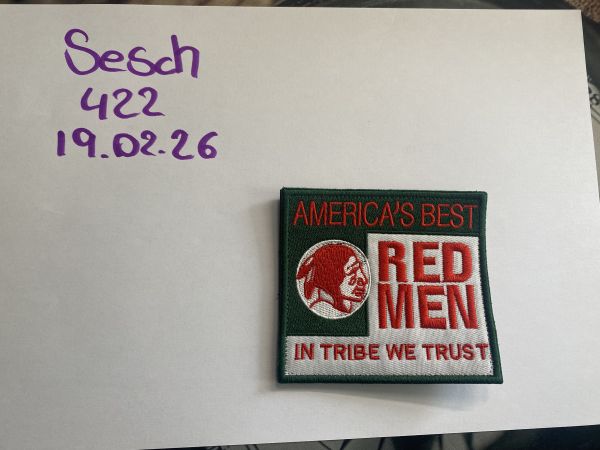 Sesch
422
19.02.26
AMERICA'S BEST
RED
MEN
IN TRIBE WE TRUST